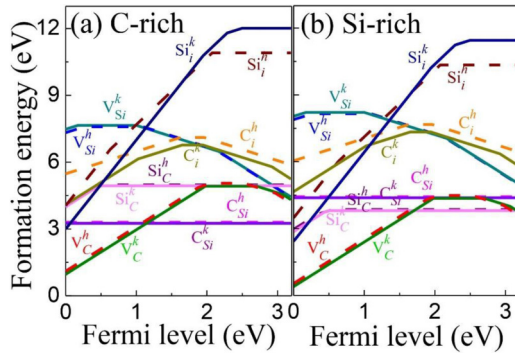 (a) C-rich
(b) Si-rich
Formation energy (eV)
12
9
6
3
0
Si_i^k
Si_i^h
V_Si^k
V_Si^h
C_i^h
C_i^k
Si_C^h
Si_C^k
C_Si^h
C_Si^k
V_C^h
V_C^k
Si_i^k
Si_i^h
V_Si^k
V_Si^h
C_i^h
C_i^k
Si_C^h
C_Si^k
C_Si^h
Si_C^k
V_C^h
V_C^k
0 1 2 3
0 1 2 3
Fermi level (eV)
Fermi level (eV)